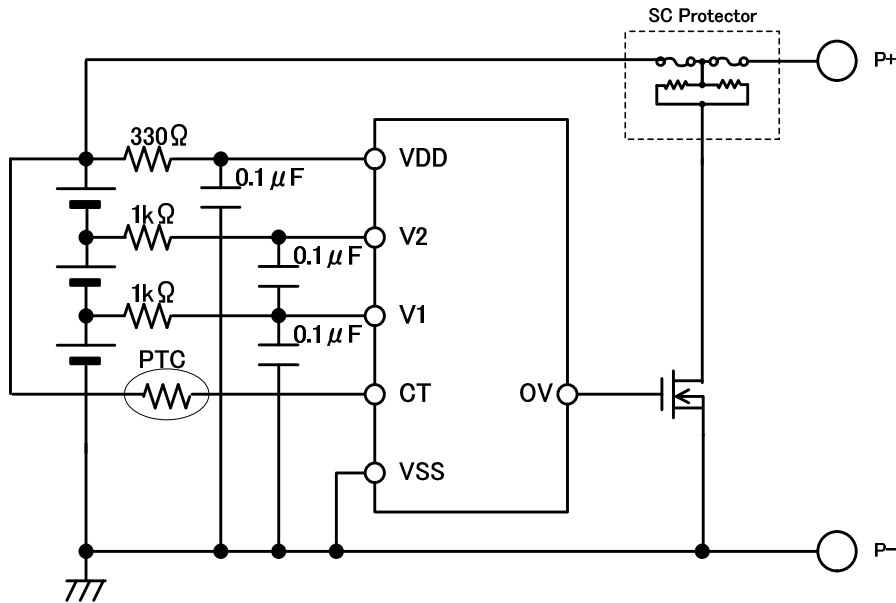 SC Protector
P+
330Ω
VDD
0.1μF
1kΩ
V2
0.1μF
1kΩ
V1
0.1μF
PTC
CT
OV
VSS
P−